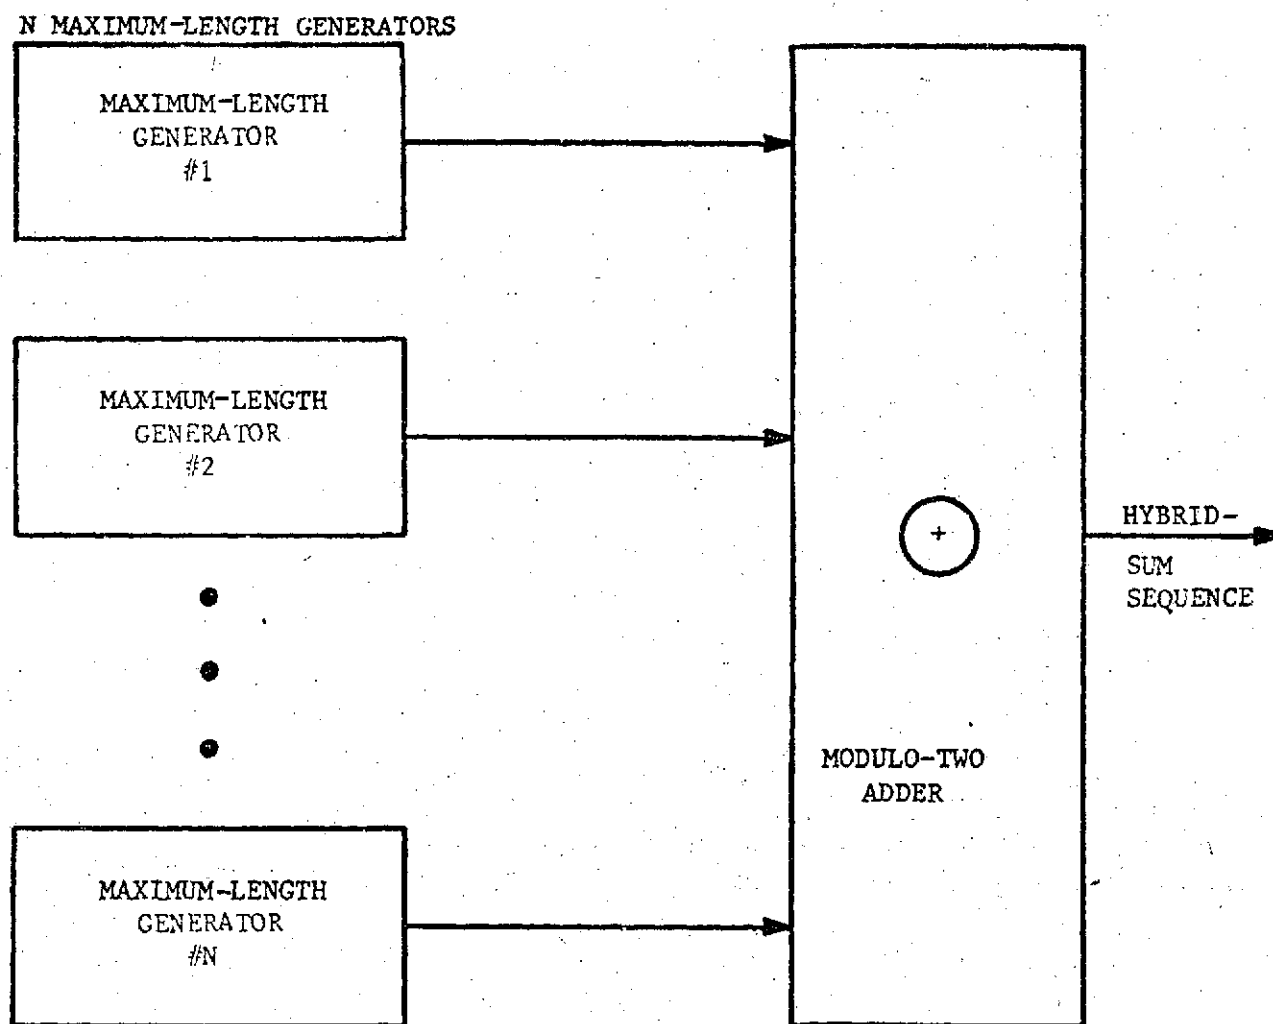 N MAXIMUM-LENGTH GENERATORS
MAXIMUM-LENGTH
GENERATOR
#1
MAXIMUM-LENGTH
GENERATOR
#2
+
HYBRID-
SUM
SEQUENCE
MODULO-TWO
ADDER
MAXIMUM-LENGTH
GENERATOR
#N